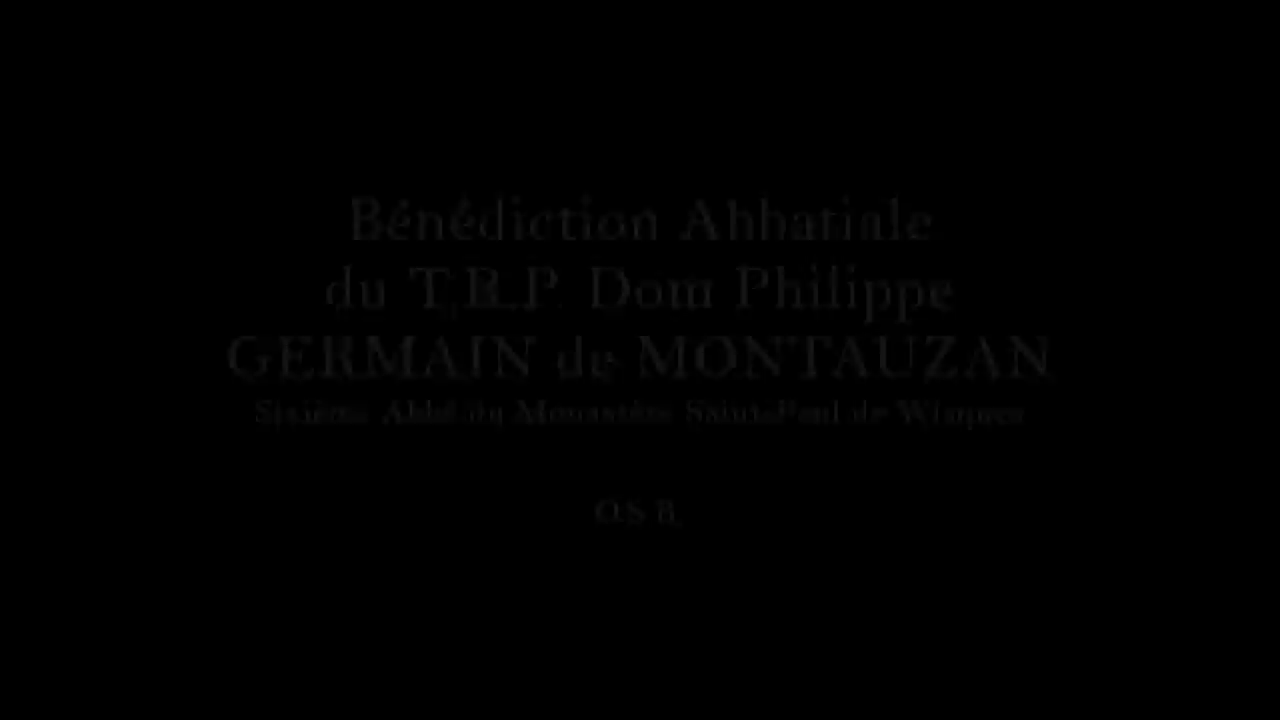 Bénédiction Abbatiale
du T.R.P. Dom Philippe
GERMAIN de MONTAUZAN
Sixième Abbé du Monastère Saint-Paul de Wisques
O.S.B.